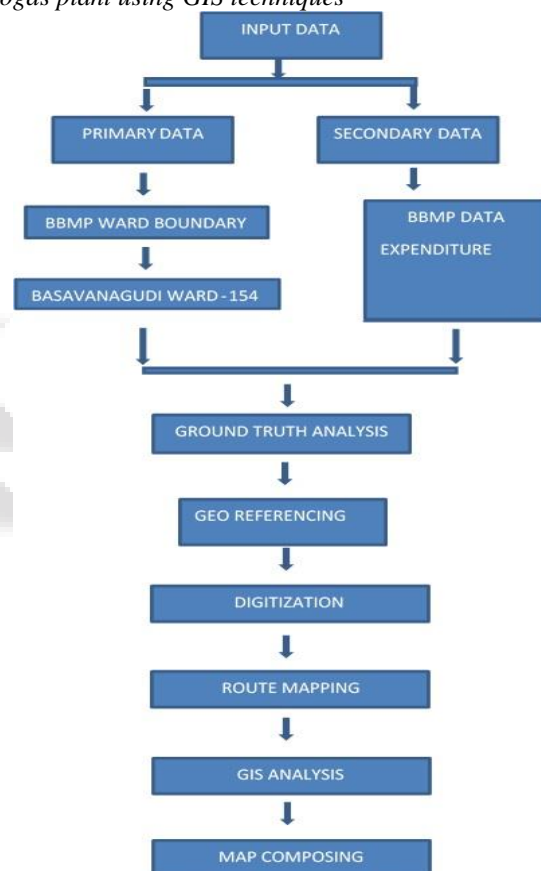 plant using GIS techniques
INPUT DATA
PRIMARY DATA
SECONDARY DATA
BBMP WARD BOUNDARY
BBMP DATA
EXPENDITURE
BASAVANAGUDI WARD - 154
GROUND TRUTH ANALYSIS
GEO REFERENCING
DIGITIZATION
ROUTE MAPPING
GIS ANALYSIS
MAP COMPOSING